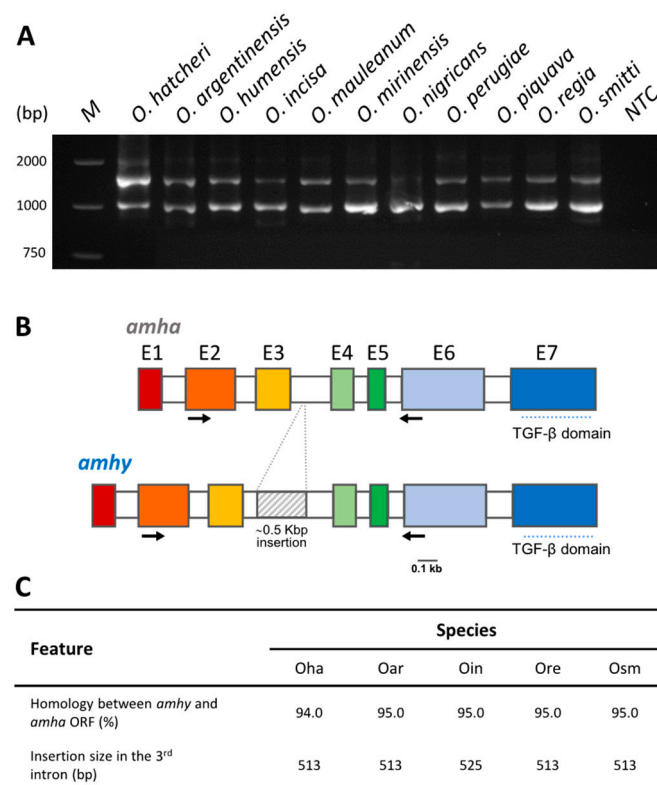 A
(bp) M O. hatcheri O. argentinensis O. humensis O. incisa O. mauleanum O. mirinensis O. nigricans O. perugiae O. piquava O. regia O. smitti NTC
2000
1000
750
B
amha
E1 E2 E3 E4 E5 E6 E7
TGF-β domain
amhy
~0.5 Kbp
insertion
TGF-β domain
0.1 kb
C
Feature
Species
Oha Oar Oin Ore Osm
Homology between amhy and
amha ORF (%)
94.0 95.0 95.0 95.0 95.0
Insertion size in the 3rd
intron (bp)
513 513 525 513 513